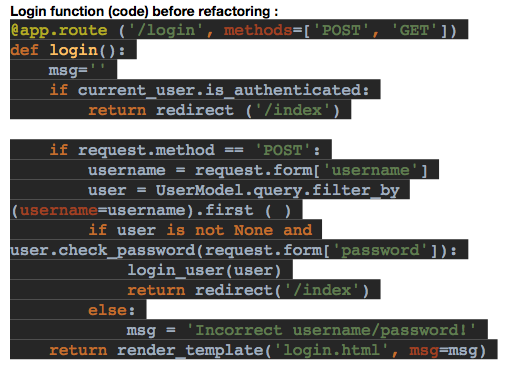 Login function (code) before refactoring :
@app.route ('/login', methods=['POST', 'GET'])
def login():
    msg=''
    if current_user.is_authenticated:
        return redirect ('/index')

    if request.method == 'POST':
        username = request.form['username']
        user = UserModel.query.filter_by
(username=username).first ( )
        if user is not None and
user.check_password(request.form['password']):
            login_user(user)
            return redirect('/index')
        else:
            msg = 'Incorrect username/password!'
    return render_template('login.html', msg=msg)